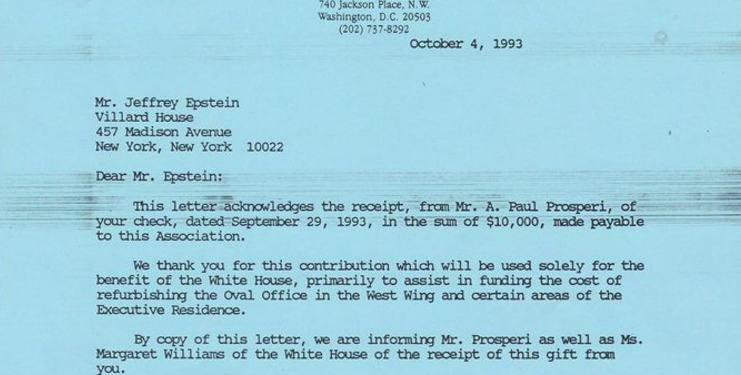 740 Jackson Place, N.W.
Washington, D.C. 20503
(202) 737-8292
October 4, 1993
Mr. Jeffrey Epstein
Villard House
457 Madison Avenue
New York, New York 10022
Dear Mr. Epstein:
This letter acknowledges the receipt, from Mr. A. Paul Prosperi, of
your check, dated September 29, 1993, in the sum of $10,000, made payable
to this Association.
We thank you for this contribution which will be used solely for the
benefit of the White House, primarily to assist in funding the cost of
refurbishing the Oval Office in the West Wing and certain areas of the
Executive Residence.
By copy of this letter, we are informing Mr. Prosperi as well as Ms.
Margaret Williams of the White House of the receipt of this gift from
you.